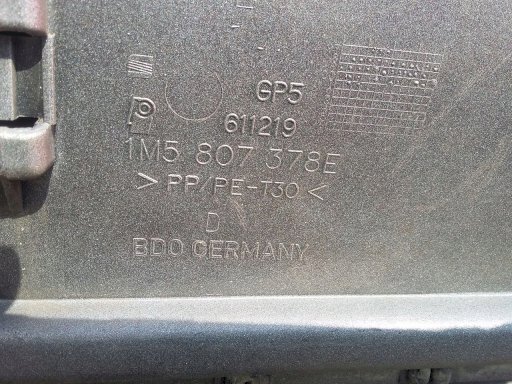 GP5
611219
1M5 807 378E
> PP/PE-T30 <
D
BDO GERMANY